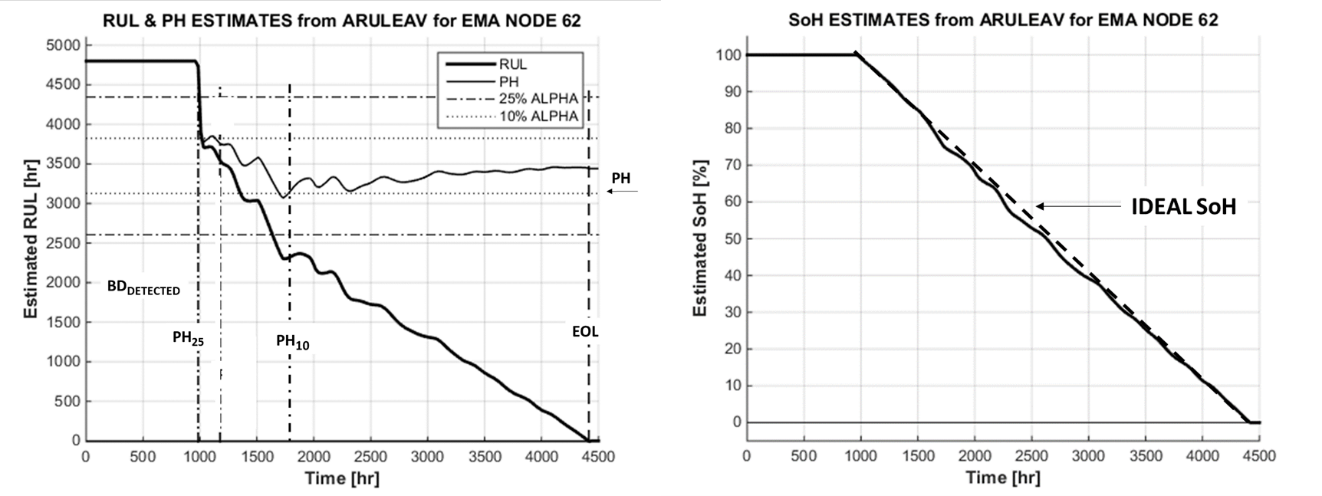 RUL & PH ESTIMATES from ARULEAV for EMA NODE 62
Estimated RUL [hr]
5000
4500
4000
3500
3000
2500
2000
1500
1000
500
0
RUL
PH
25% ALPHA
10% ALPHA
PH
BD_DETECTED
PH_25
PH_10
EOL
0 500 1000 1500 2000 2500 3000 3500 4000 4500
Time [hr]
SoH ESTIMATES from ARULEAV for EMA NODE 62
Estimated SoH [%]
100
90
80
70
60
50
40
30
20
10
0
IDEAL SoH
0 500 1000 1500 2000 2500 3000 3500 4000 4500
Time [hr]